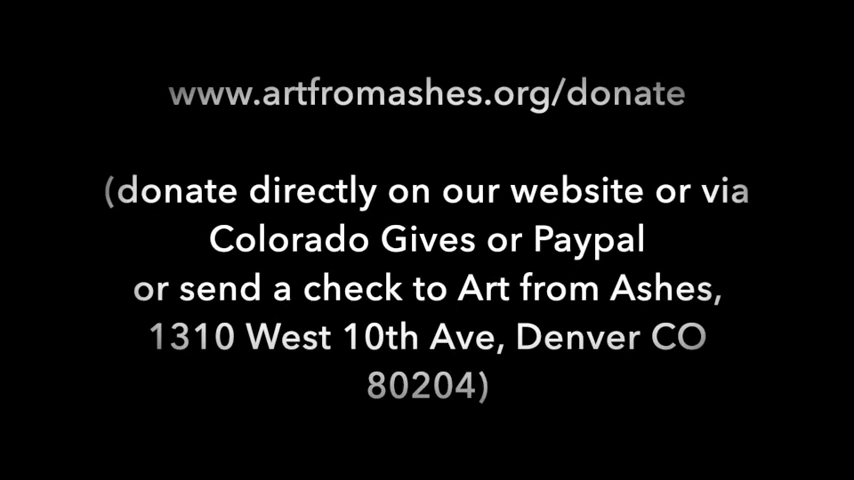 www.artfromashes.org/donate
(donate directly on our website or via
Colorado Gives or Paypal
or send a check to Art from Ashes,
1310 West 10th Ave, Denver CO
80204)